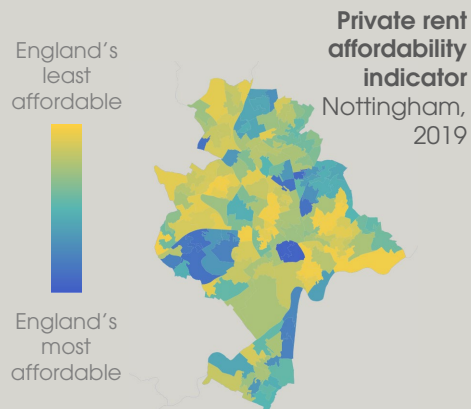 Private rent
affordability
indicator
Nottingham,
2019
England's
least
affordable
England's
most
affordable